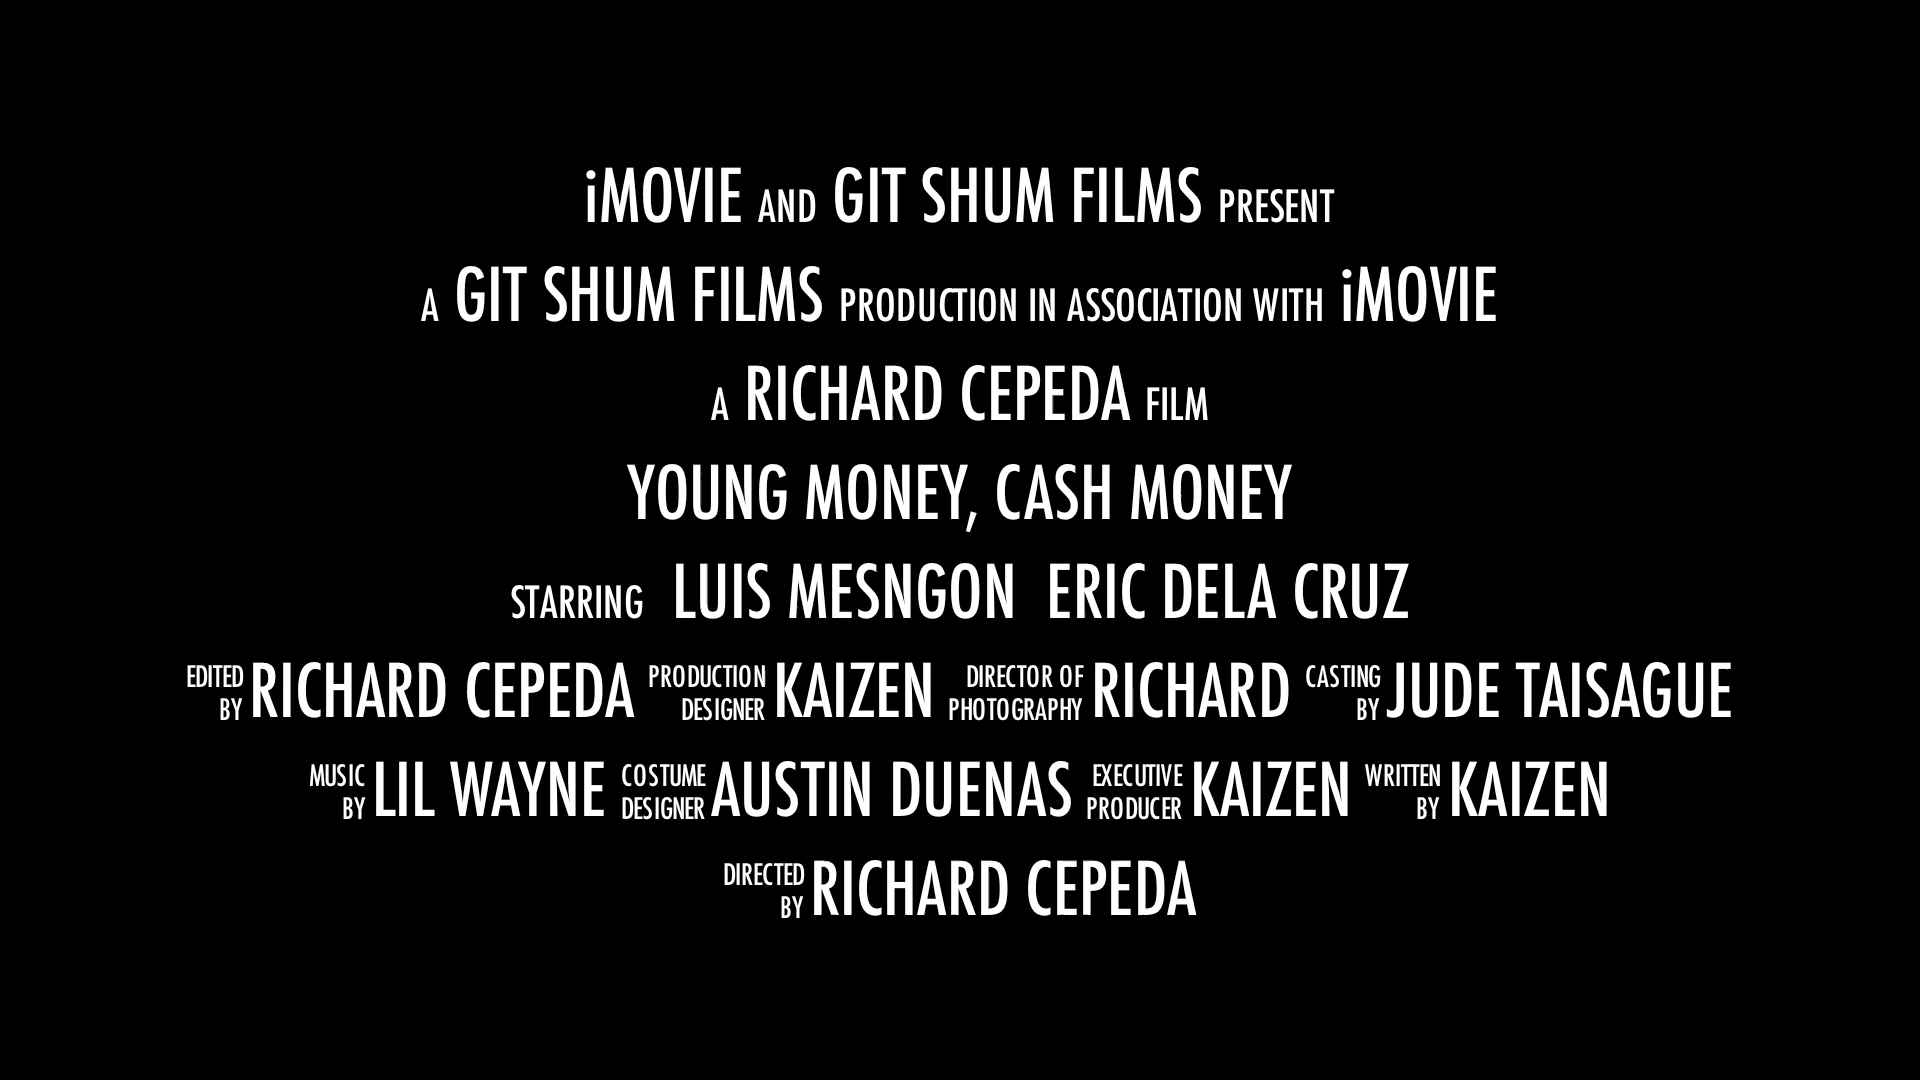 iMOVIE AND GIT SHUM FILMS PRESENT
A GIT SHUM FILMS PRODUCTION IN ASSOCIATION WITH iMOVIE
A RICHARD CEPEDA FILM
YOUNG MONEY, CASH MONEY
STARRING LUIS MESNGON ERIC DELA CRUZ
EDITED BY RICHARD CEPEDA PRODUCTION DESIGNER KAIZEN DIRECTOR OF PHOTOGRAPHY RICHARD CASTING BY JUDE TAISAGUE
MUSIC BY LIL WAYNE COSTUME DESIGNER AUSTIN DUENAS EXECUTIVE PRODUCER KAIZEN WRITTEN BY KAIZEN
DIRECTED BY RICHARD CEPEDA